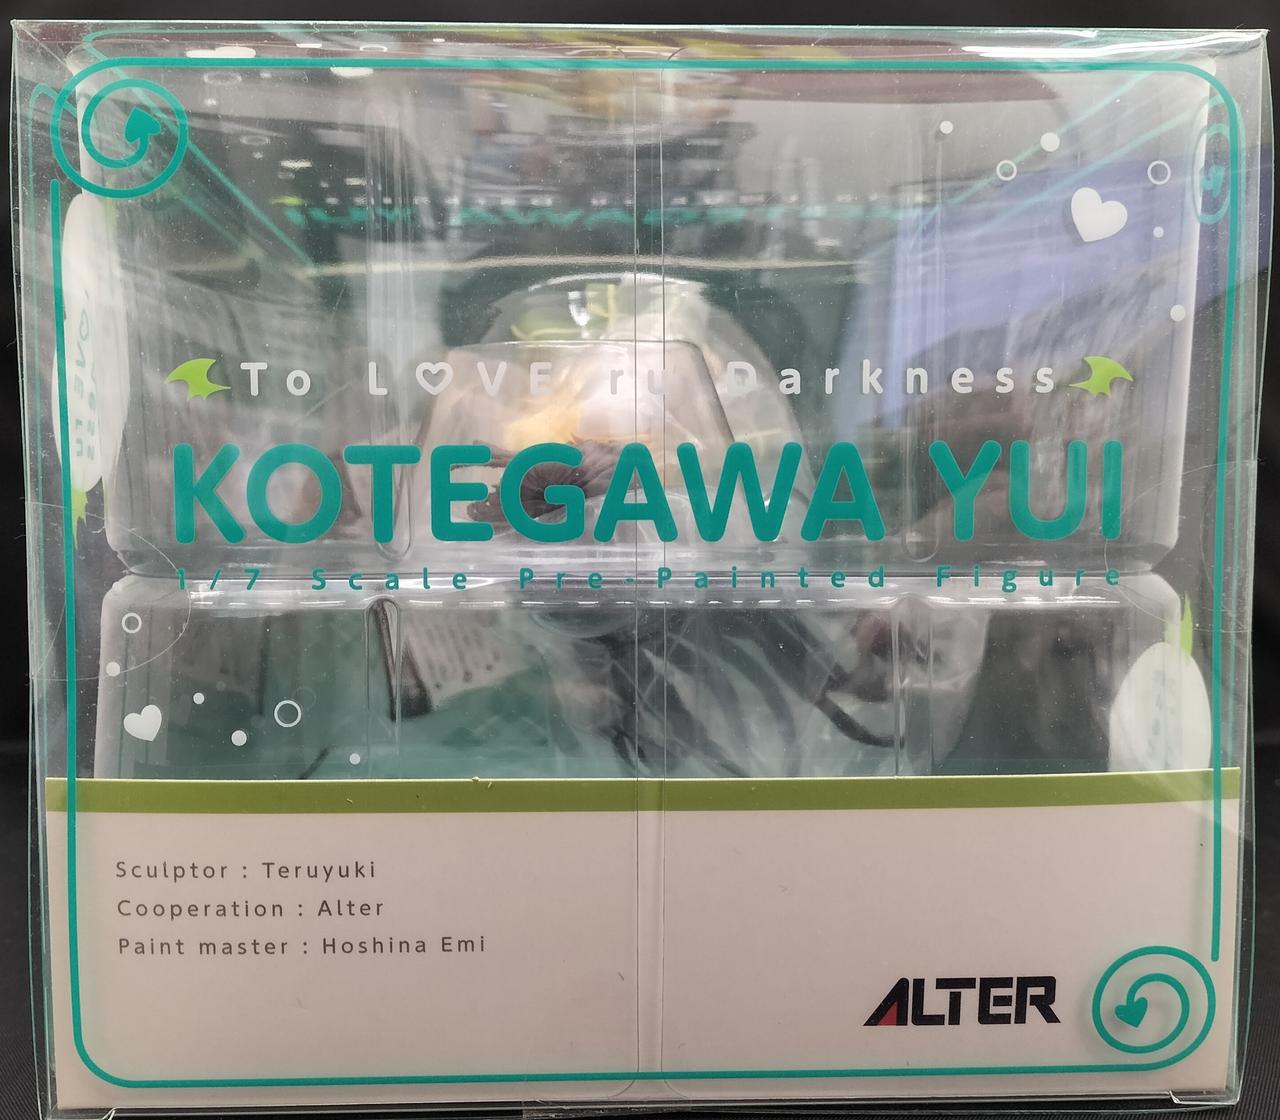 To L♡VE ru Darkness
KOTEGAWA YUI
1/7 Scale Pre-Painted Figure
Sculptor : Teruyuki
Cooperation : Alter
Paint master : Hoshina Emi
ALTER